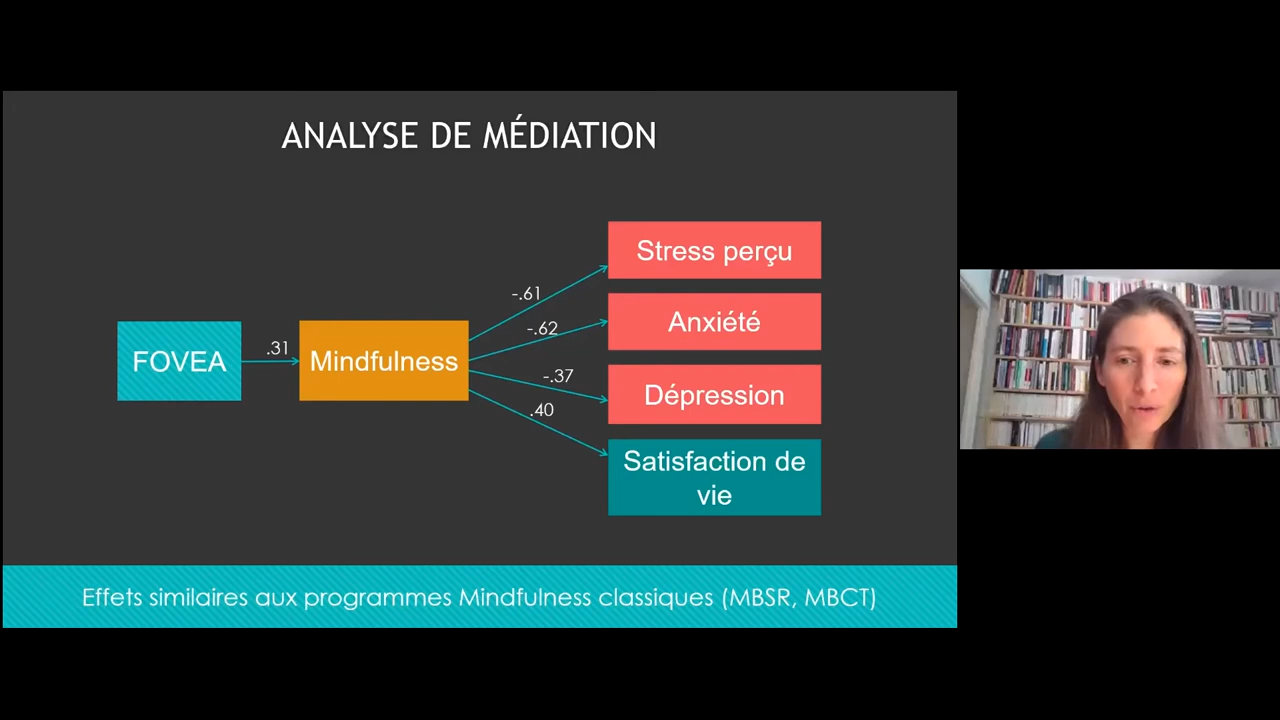 ANALYSE DE MÉDIATION
Stress perçu
-.61
Anxiété
-.62
FOVEA
.31
Mindfulness
-.37
Dépression
.40
Satisfaction de
vie
Effets similaires aux programmes Mindfulness classiques (MBSR, MBCT)